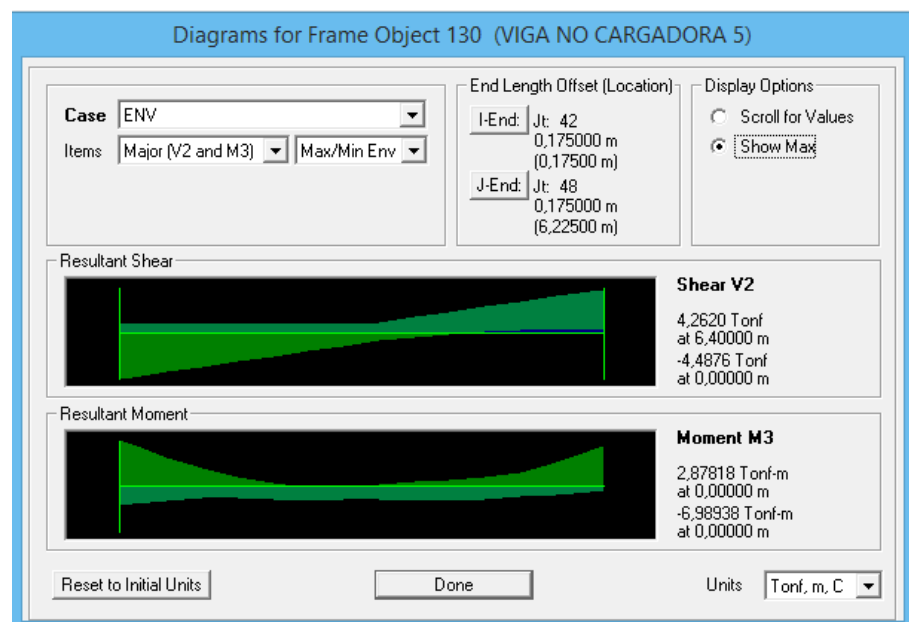 Diagrams for Frame Object 130 (VIGA NO CARGADORA 5)
Case ENV
Items Major (V2 and M3) Max/Min Env
End Length Offset (Location)
I-End: Jt: 42
0,175000 m
(0,17500 m)
J-End: Jt: 48
0,175000 m
(6,22500 m)
Display Options
Scroll for Values
Show Max
Resultant Shear
Shear V2
4,2620 Tonf
at 6,40000 m
-4,4876 Tonf
at 0,00000 m
Resultant Moment
Moment M3
2,87818 Tonf-m
at 0,00000 m
-6,98938 Tonf-m
at 0,00000 m
Reset to Initial Units
Done
Units Tonf, m, C